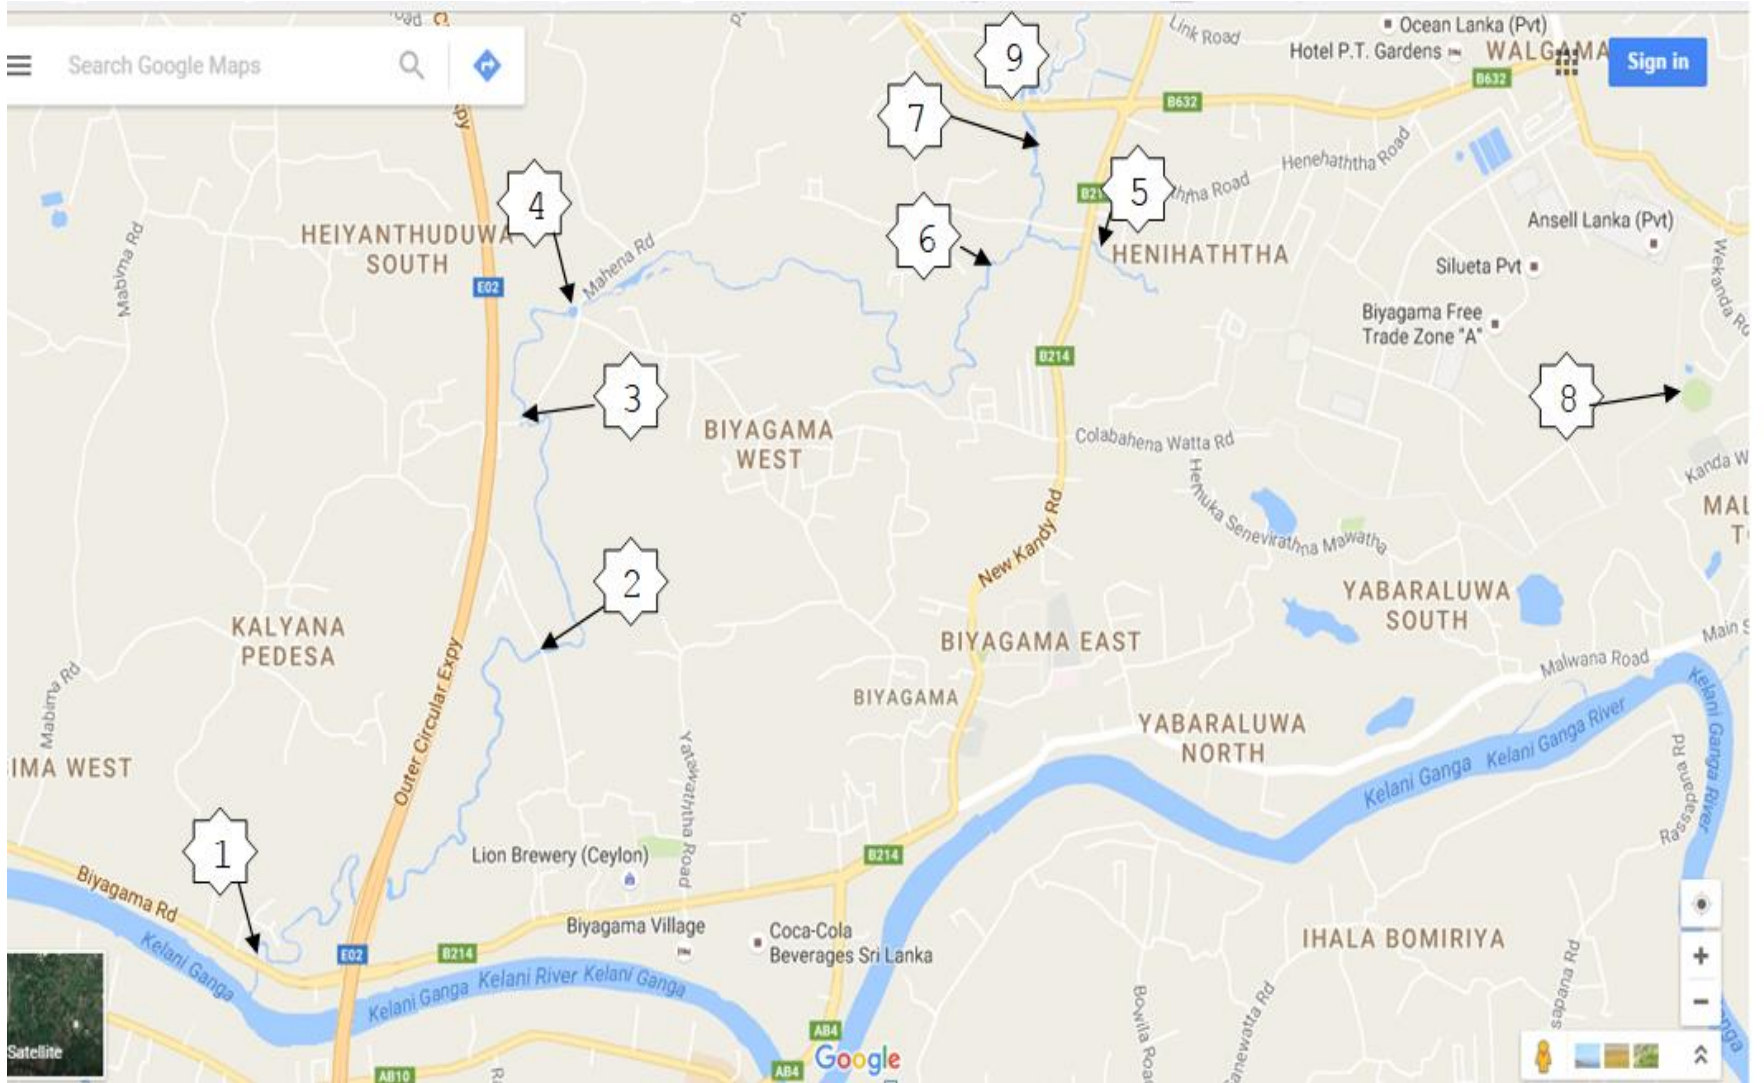 Search Google Maps
Sign in
Link Road
Ocean Lanka (Pvt)
Hotel P.T. Gardens
WALGAMA
B632
B632
9
7
4
5
6
Henehaththa Road
Mabima Rd
HEIYANTHUDUWA
SOUTH
Mahena Rd
E02
HENIHATHTHA
Ansell Lanka (Pvt)
Silueta Pvt
Biyagama Free
Trade Zone "A"
B214
3
8
BIYAGAMA
WEST
Colabahena Watta Rd
Hemuka Senevirathna Mawatha
New Kandy Rd
2
YABARALUWA
SOUTH
KALYANA
PEDESA
BIYAGAMA EAST
Malwana Road
Mabima Rd
Outer Circular Expy
BIYAGAMA
YABARALUWA
NORTH
Kelani Ganga
Kelani Ganga River
Kelani Ganga River
Rassapana Rd
IMA WEST
Yatawaththa Road
1
Lion Brewery (Ceylon)
B214
Biyagama Rd
Biyagama Village
Coca-Cola
Beverages Sri Lanka
IHALA BOMIRIYA
Kelani Ganga
E02
B214
Kelani Ganga
Kelani River
Kelani Ganga
sapana Rd
AB4
Satellite
Google
AB4
AB10